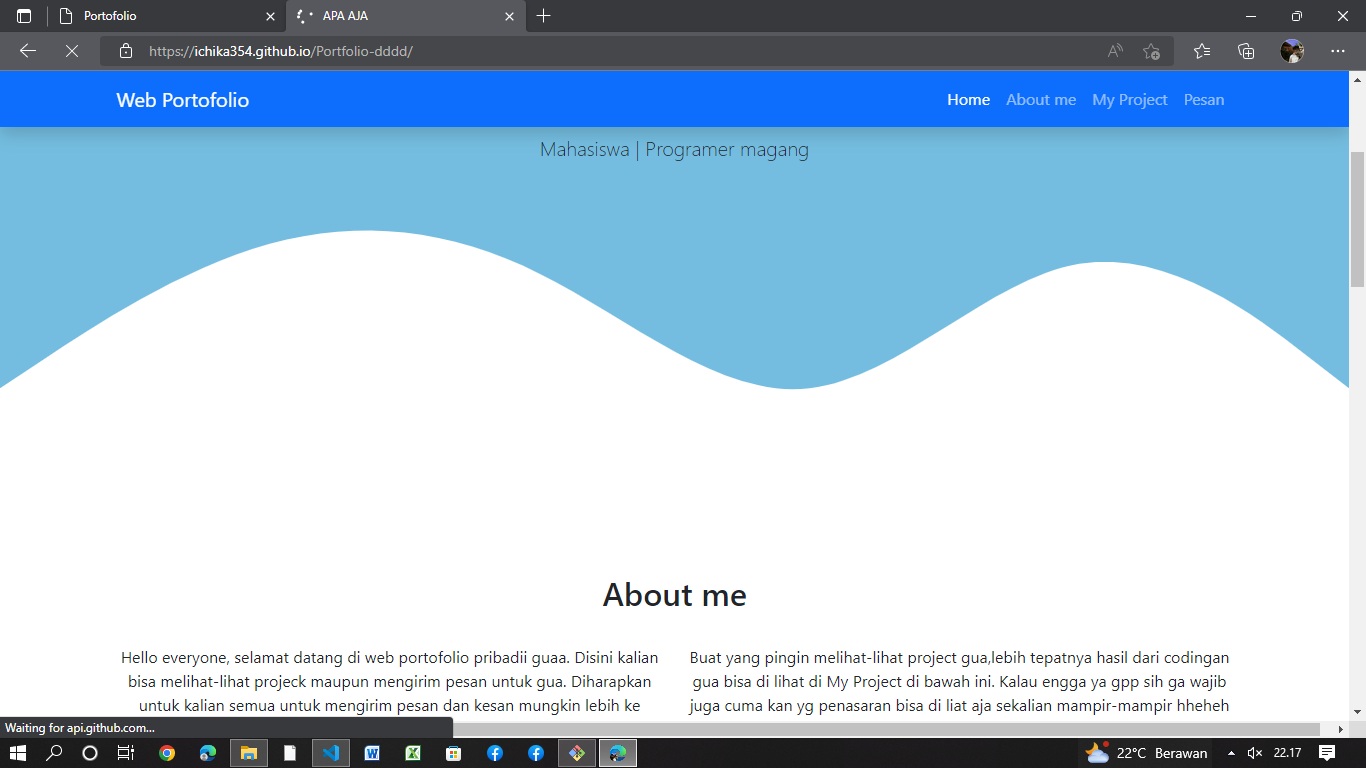 Portofolio
APA AJA
https://ichika354.github.io/Portfolio-dddd/
Web Portofolio
Home About me My Project Pesan
Mahasiswa | Programer magang
About me
Hello everyone, selamat datang di web portofolio pribadii guaa. Disini kalian
bisa melihat-lihat projeck maupun mengirim pesan untuk gua. Diharapkan
untuk kalian semua untuk mengirim pesan dan kesan mungkin lebih ke
Buat yang pingin melihat-lihat project gua,lebih tepatnya hasil dari codingan
gua bisa di lihat di My Project di bawah ini. Kalau engga ya gpp sih ga wajib
juga cuma kan yg penasaran bisa di liat aja sekalian mampir-mampir hheheh
Waiting for api.github.com...
22°C Berawan
22.17